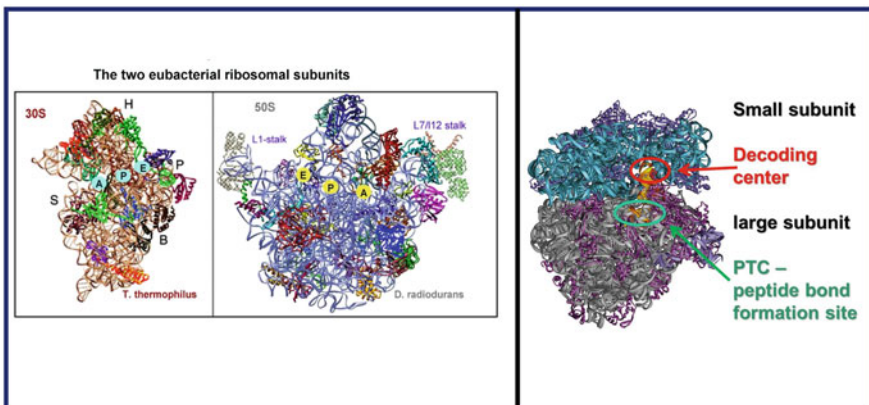 The two eubacterial ribosomal subunits
30S
H
A
P
E
P
S
B
T. thermophilus
50S
L1-stalk
L7/l12 stalk
E
P
A
D. radiodurans
Small subunit
Decoding
center
large subunit
PTC –
peptide bond
formation site